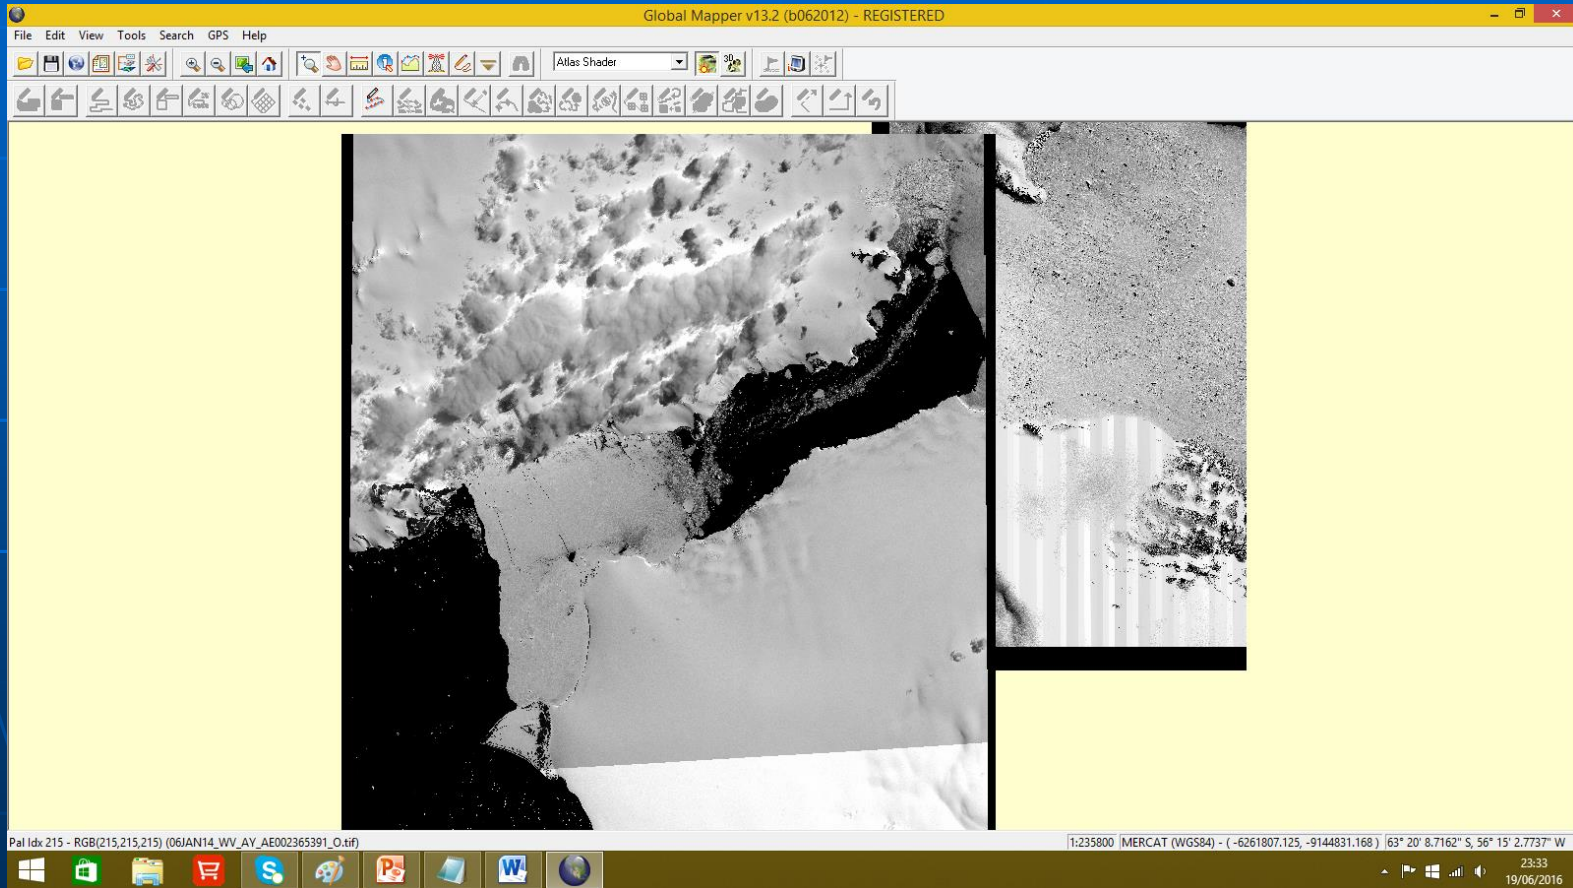 Global Mapper v13.2 (b062012) - REGISTERED
File Edit View Tools Search GPS Help
Atlas Shader
Pal Idx 215 - RGB(215,215,215) (06JAN14_WV_AY_AE002365391_O.tif)
1:235800 MERCAT (WGS84) - ( -6261807.125, -9144831.168 ) 63° 20' 8.7162" S, 56° 15' 2.7737" W
23:33
19/06/2016